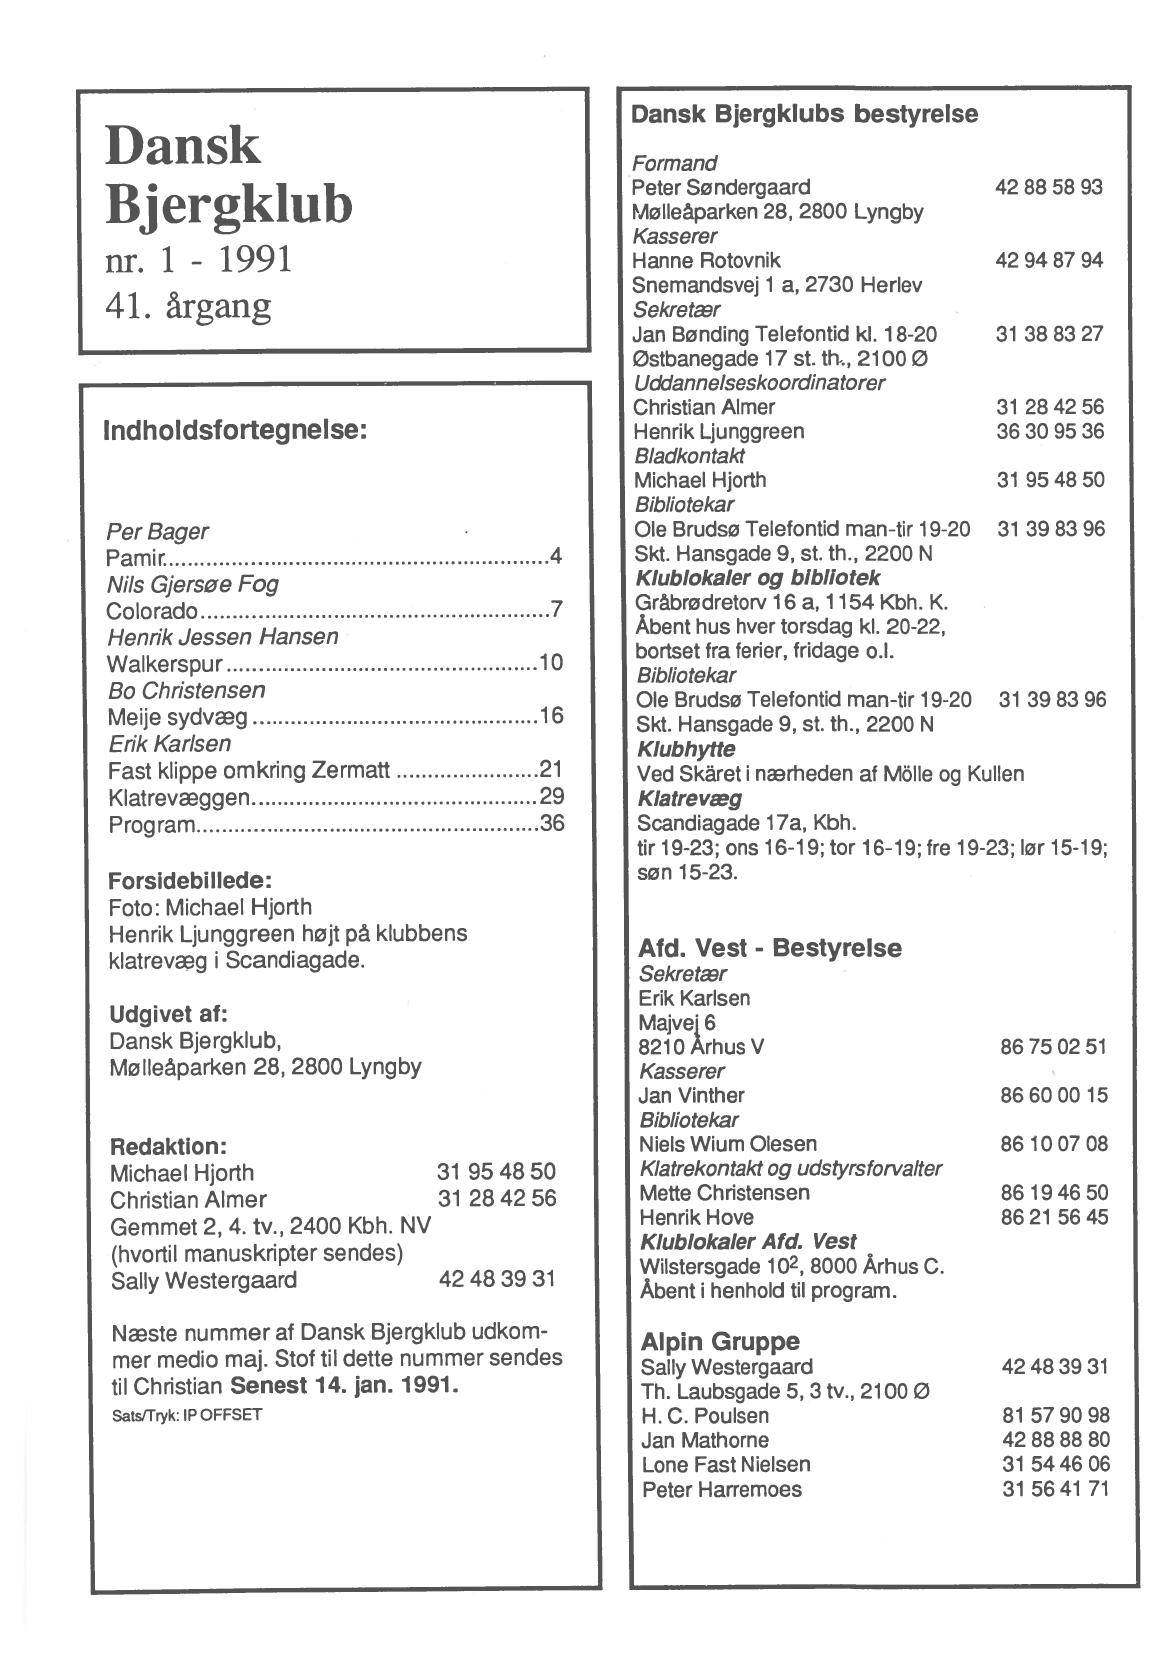 Dansk
Bjergklub
nr. 1 - 1991
41. årgang
Indholdsfortegnelse:
Per Bager
Pamir............................................................4
Nils Gjersøe Fog
Colorado......................................................7
Henrik Jessen Hansen
Walkerspur................................................10
Bo Christensen
Meije sydvæg............................................16
Erik Karlsen
Fast klippe omkring Zermatt......................21
Klatrevæggen............................................29
Program.....................................................36
Forsidebillede:
Foto: Michael Hjorth
Henrik Ljunggreen højt på klubbens
klatrevæg i Scandiagade.
Udgivet af:
Dansk Bjergklub,
Mølleåparken 28, 2800 Lyngby
Redaktion:
Michael Hjorth 31 95 48 50
Christian Almer 31 28 42 56
Gemmet 2, 4. tv., 2400 Kbh. NV
(hvortil manuskripter sendes)
Sally Westergaard 42 48 39 31
Næste nummer af Dansk Bjergklub udkom-
mer medio maj. Stof til dette nummer sendes
til Christian Senest 14. jan. 1991.
Sats/Tryk: IP OFFSET
Dansk Bjergklubs bestyrelse
Formand
Peter Søndergaard 42 88 58 93
Mølleåparken 28, 2800 Lyngby
Kasserer
Hanne Rotovnik 42 94 87 94
Snemandsvej 1 a, 2730 Herlev
Sekretær
Jan Bønding Telefontid kl. 18-20 31 38 83 27
Østbanegade 17 st. th., 2100 Ø
Uddannelseskoordinatorer
Christian Almer 31 28 42 56
Henrik Ljunggreen 36 30 95 36
Bladkontakt
Michael Hjorth 31 95 48 50
Bibliotekar
Ole Brudsø Telefontid man-tir 19-20 31 39 83 96
Skt. Hansgade 9, st. th., 2200 N
Klublokaler og bibliotek
Gråbrødretorv 16 a, 1154 Kbh. K.
Åbent hus hver torsdag kl. 20-22,
bortset fra ferier, fridage o.l.
Bibliotekar
Ole Brudsø Telefontid man-tir 19-20 31 39 83 96
Skt. Hansgade 9, st. th., 2200 N
Klubhytte
Ved Skäret i nærheden af Mölle og Kullen
Klatrevæg
Scandiagade 17a, Kbh.
tir 19-23; ons 16-19; tor 16-19; fre 19-23; lør 15-19;
søn 15-23.
Afd. Vest - Bestyrelse
Sekretær
Erik Karlsen
Majvej 6
8210 Århus V 86 75 02 51
Kasserer
Jan Vinther 86 60 00 15
Bibliotekar
Niels Wium Olesen 86 10 07 08
Klatrekontakt og udstyrsforvalter
Mette Christensen 86 19 46 50
Henrik Hove 86 21 56 45
Klublokaler Afd. Vest
Wilstersgade 10², 8000 Århus C.
Åbent i henhold til program.
Alpin Gruppe
Sally Westergaard 42 48 39 31
Th. Laubsgade 5, 3 tv., 2100 Ø
H. C. Poulsen 81 57 90 98
Jan Mathorne 42 88 88 80
Lone Fast Nielsen 31 54 46 06
Peter Harremoes 31 56 41 71